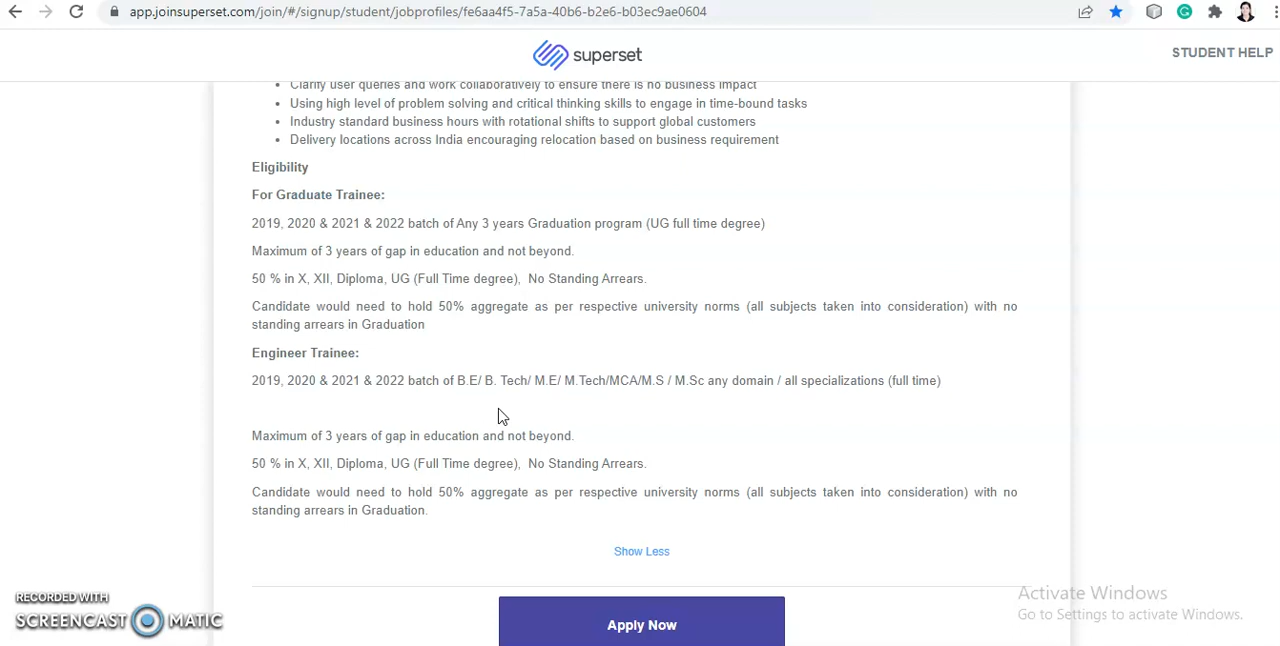 app.joinsuperset.com/join/#/signup/student/jobprofiles/fe6aa4f5-7a5a-40b6-b2e6-b03ec9ae0604
superset
STUDENT HELP
Clarify user queries and work collaboratively to ensure there is no business impact
Using high level of problem solving and critical thinking skills to engage in time-bound tasks
Industry standard business hours with rotational shifts to support global customers
Delivery locations across India encouraging relocation based on business requirement
Eligibility
For Graduate Trainee:
2019, 2020 & 2021 & 2022 batch of Any 3 years Graduation program (UG full time degree)
Maximum of 3 years of gap in education and not beyond.
50 % in X, XII, Diploma, UG (Full Time degree), No Standing Arrears.
Candidate would need to hold 50% aggregate as per respective university norms (all subjects taken into consideration) with no
standing arrears in Graduation
Engineer Trainee:
2019, 2020 & 2021 & 2022 batch of B.E/ B. Tech/ M.E/ M.Tech/MCA/M.S / M.Sc any domain / all specializations (full time)
Maximum of 3 years of gap in education and not beyond.
50 % in X, XII, Diploma, UG (Full Time degree), No Standing Arrears.
Candidate would need to hold 50% aggregate as per respective university norms (all subjects taken into consideration) with no
standing arrears in Graduation.
Show Less
Apply Now
RECORDED WITH
SCREENCAST MATIC
Activate Windows
Go to Settings to activate Windows.